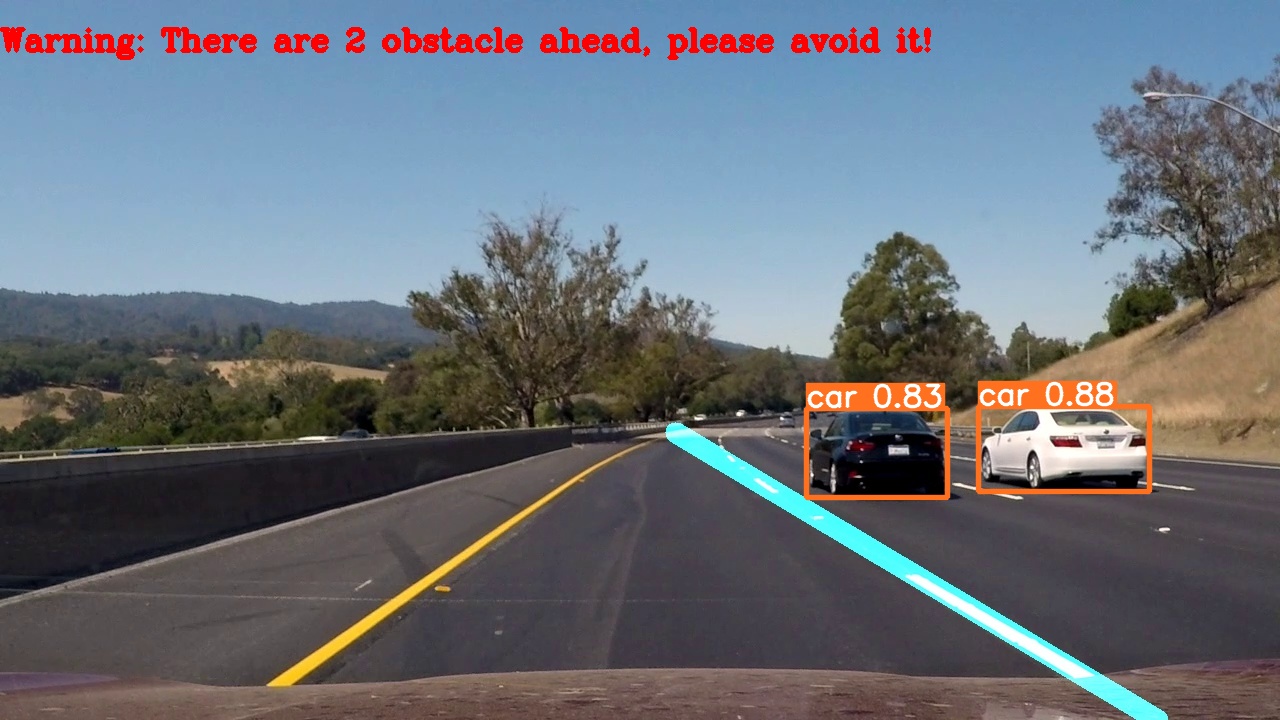 Warning: There are 2 obstacle ahead, please avoid it!
car 0.83
car 0.88